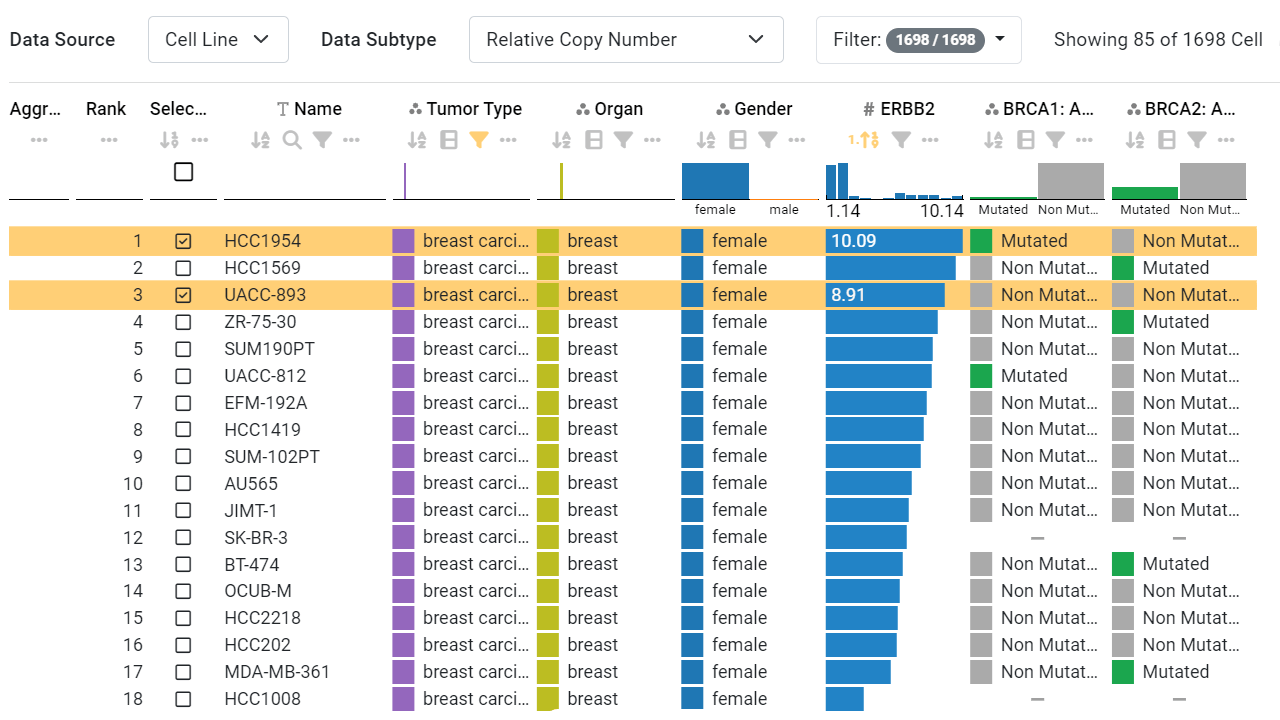 Data Source Cell Line Data Subtype Relative Copy Number Filter: 1698 / 1698 Showing 85 of 1698 Cell
Aggr... Rank Selec... Name Tumor Type Organ Gender # ERBB2 BRCA1: A... BRCA2: A...
female male 1.14 10.14 Mutated Non Mut... Mutated Non Mut...
1 HCC1954 breast carci... breast female 10.09 Mutated Non Mutat...
2 HCC1569 breast carci... breast female Non Mutat... Mutated
3 UACC-893 breast carci... breast female 8.91 Non Mutat... Non Mutat...
4 ZR-75-30 breast carci... breast female Non Mutat... Mutated
5 SUM190PT breast carci... breast female Non Mutat... Non Mutat...
6 UACC-812 breast carci... breast female Mutated Non Mutat...
7 EFM-192A breast carci... breast female Non Mutat... Non Mutat...
8 HCC1419 breast carci... breast female Non Mutat... Non Mutat...
9 SUM-102PT breast carci... breast female Non Mutat... Non Mutat...
10 AU565 breast carci... breast female Non Mutat... Non Mutat...
11 JIMT-1 breast carci... breast female Non Mutat... Non Mutat...
12 SK-BR-3 breast carci... breast female – –
13 BT-474 breast carci... breast female Non Mutat... Mutated
14 OCUB-M breast carci... breast female Non Mutat... Non Mutat...
15 HCC2218 breast carci... breast female Non Mutat... Non Mutat...
16 HCC202 breast carci... breast female Non Mutat... Non Mutat...
17 MDA-MB-361 breast carci... breast female Non Mutat... Mutated
18 HCC1008 breast carci... breast female – –